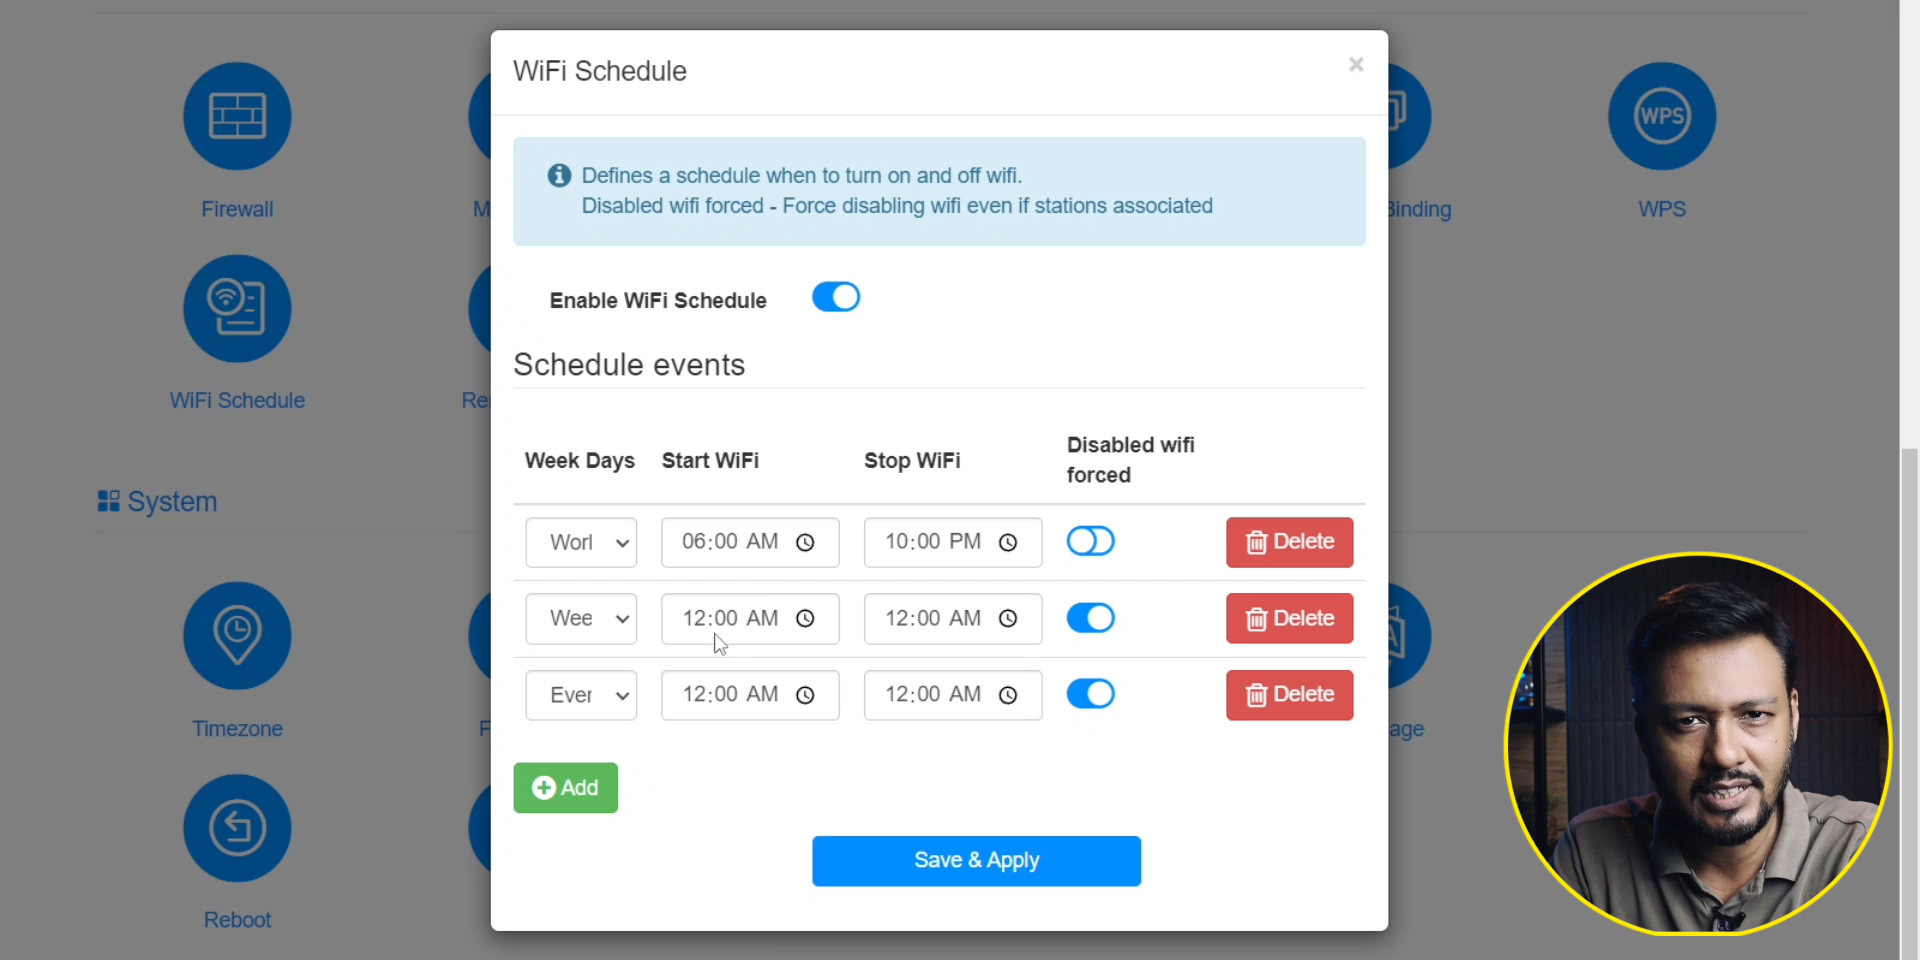 WiFi Schedule
×
Defines a schedule when to turn on and off wifi.
Disabled wifi forced - Force disabling wifi even if stations associated
Enable WiFi Schedule
Schedule events
Week Days Start WiFi Stop WiFi Disabled wifi forced
Worl 06:00 AM 10:00 PM Delete
Wee 12:00 AM 12:00 AM Delete
Ever 12:00 AM 12:00 AM Delete
Add
Save & Apply
Firewall
M
Binding
WPS
WPS
WiFi Schedule
Rei
System
Timezone
F
age
Reboot